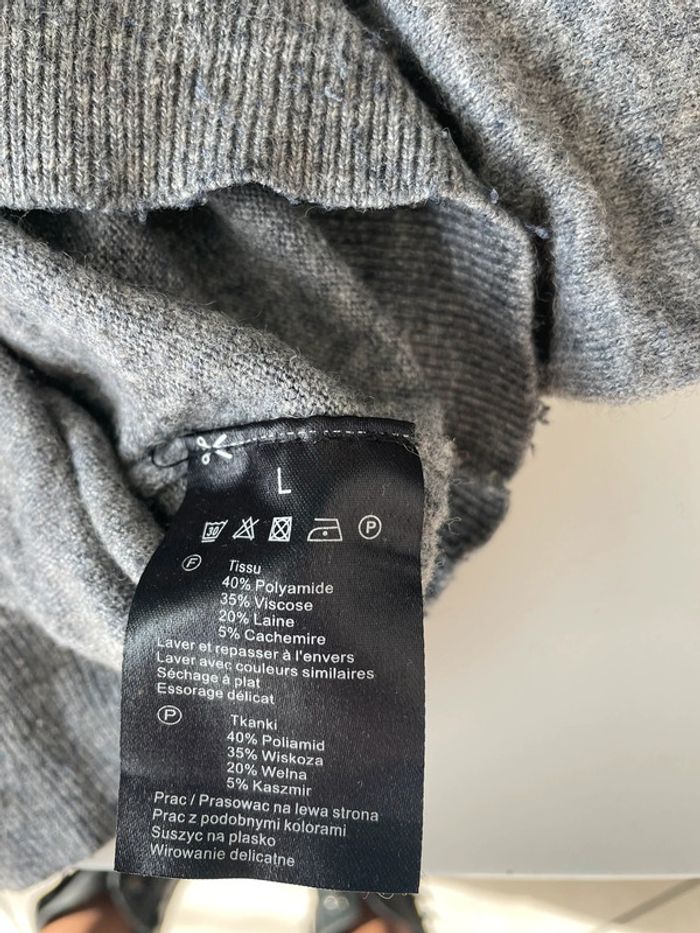 L
30 P
F Tissu
40% Polyamide
35% Viscose
20% Laine
5% Cachemire
Laver et repasser à l'envers
Laver avec couleurs similaires
Séchage à plat
Essorage délicat
P Tkanki
40% Poliamid
35% Wiskoza
20% Welna
5% Kaszmir
Prac / Prasowac na lewa strona
Prac z podobnymi kolorami
Suszyc na plasko
Wirowanie delicatne